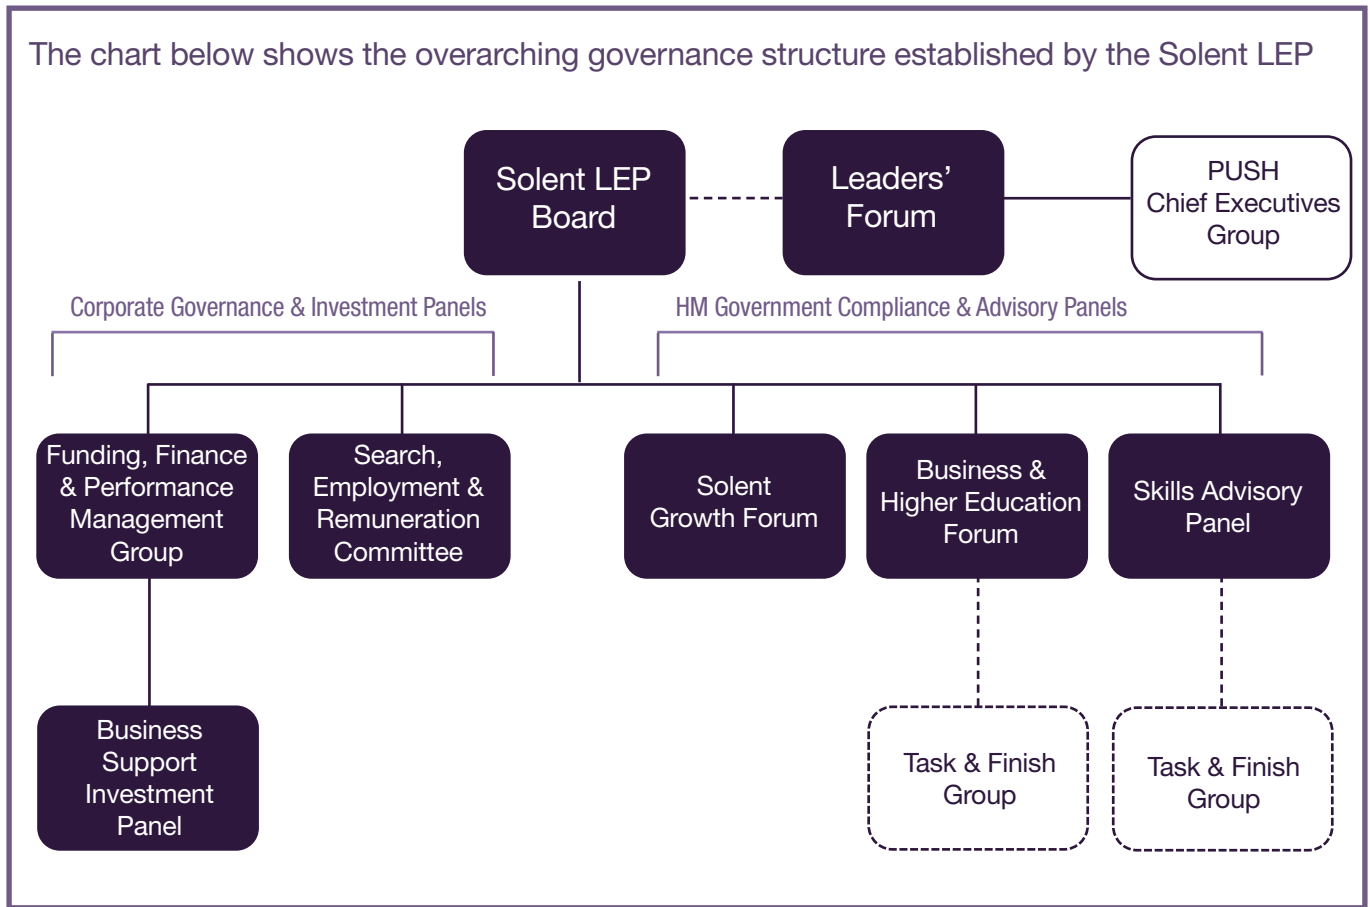 The chart below shows the overarching governance structure established by the Solent LEP
Solent LEP
Board
Leaders’
Forum
PUSH
Chief Executives
Group
Corporate Governance & Investment Panels
HM Government Compliance & Advisory Panels
Funding, Finance
& Performance
Management
Group
Search,
Employment &
Remuneration
Committee
Solent
Growth Forum
Business &
Higher Education
Forum
Skills Advisory
Panel
Business
Support
Investment
Panel
Task & Finish
Group
Task & Finish
Group